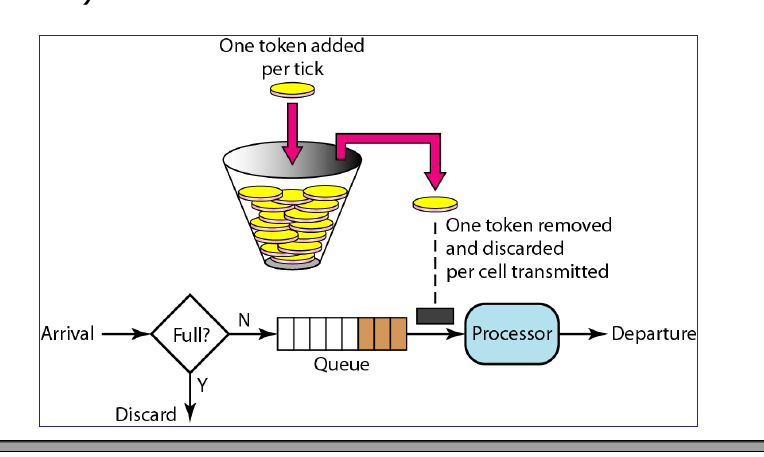 One token added
per tick
One token removed
and discarded
per cell transmitted
Arrival
Full?
N
Queue
Processor
Departure
Y
Discard